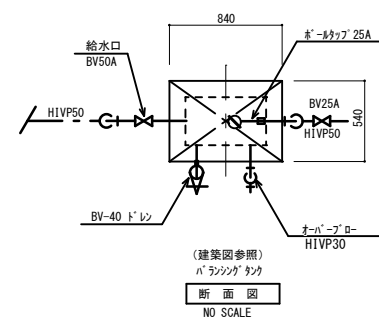 840
給水口
BV50A
ボールタップ25A
HIVP50
BV25A
HIVP50
540
BV-40 ドレン
オーバーブロー
HIVP30
(建築図参照)
バランシングタンク
断面図
NO SCALE